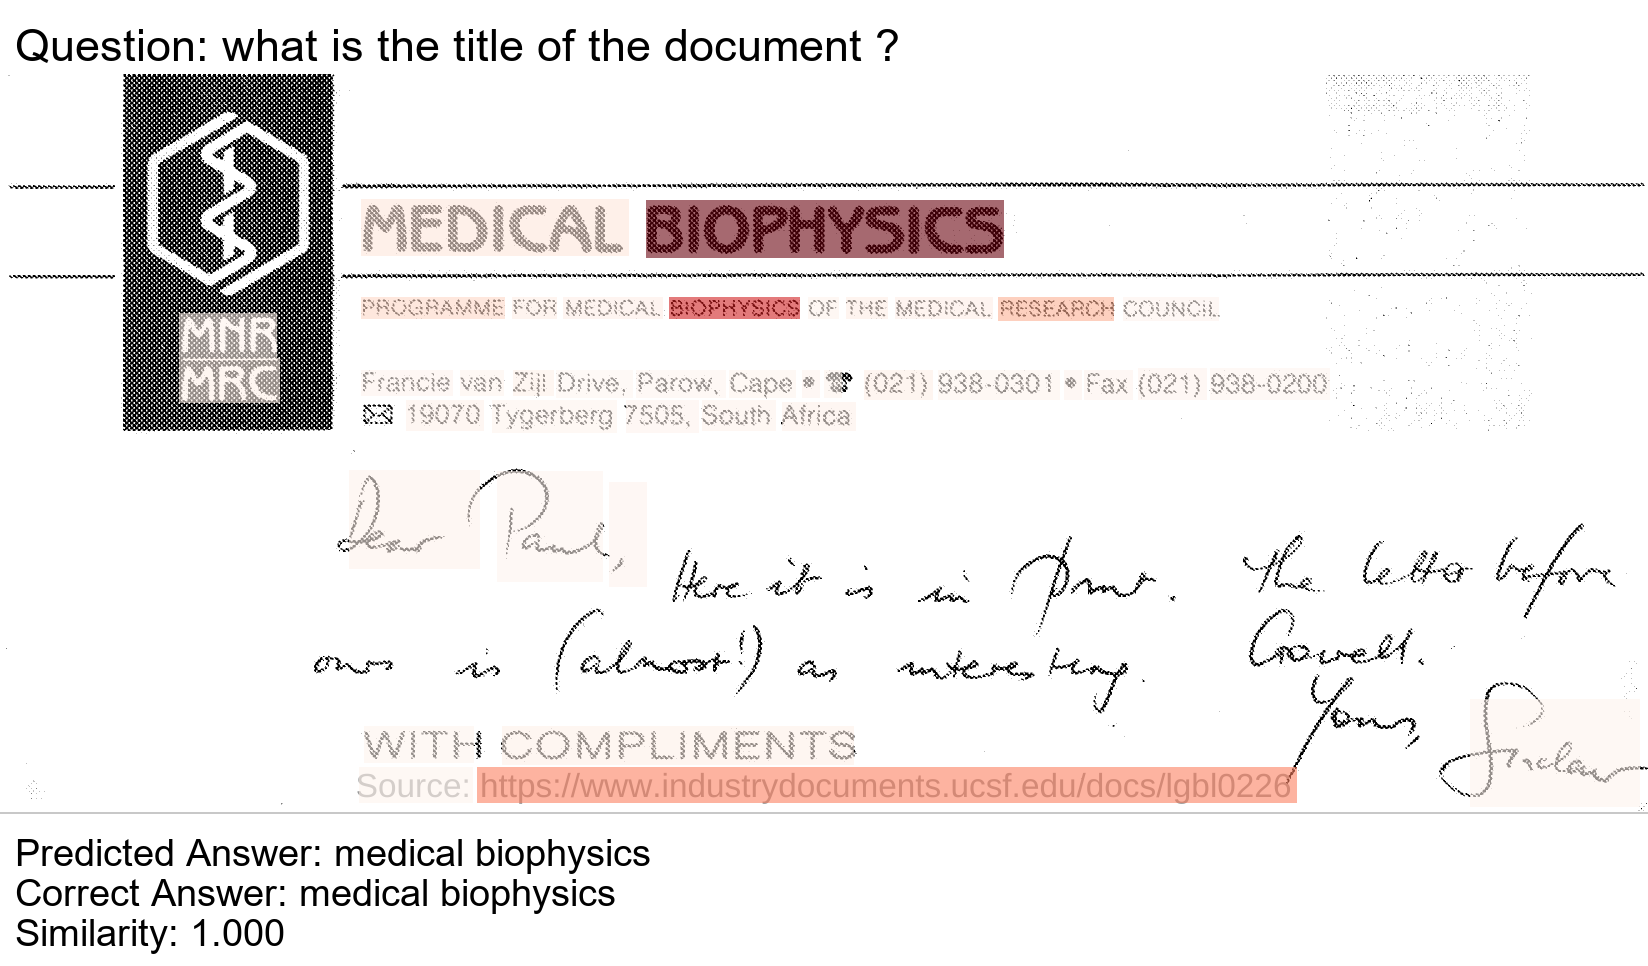 Question: what is the title of the document ?
MEDICAL BIOPHYSICS
PROGRAMME FOR MEDICAL BIOPHYSICS OF THE MEDICAL RESEARCH COUNCIL
MNR
MRC
Francie van Zijl Drive, Parow, Cape • ☎ (021) 938-0301 • Fax (021) 938-0200
✉ 19070 Tygerberg 7505, South Africa
Dear Paul,
Here it is in print. The letter before
ours is (almost!) as interesting. Crowell.
Yours,
Sinclair
WITH COMPLIMENTS
Source: https://www.industrydocuments.ucsf.edu/docs/lgbl0226
Predicted Answer: medical biophysics
Correct Answer: medical biophysics
Similarity: 1.000